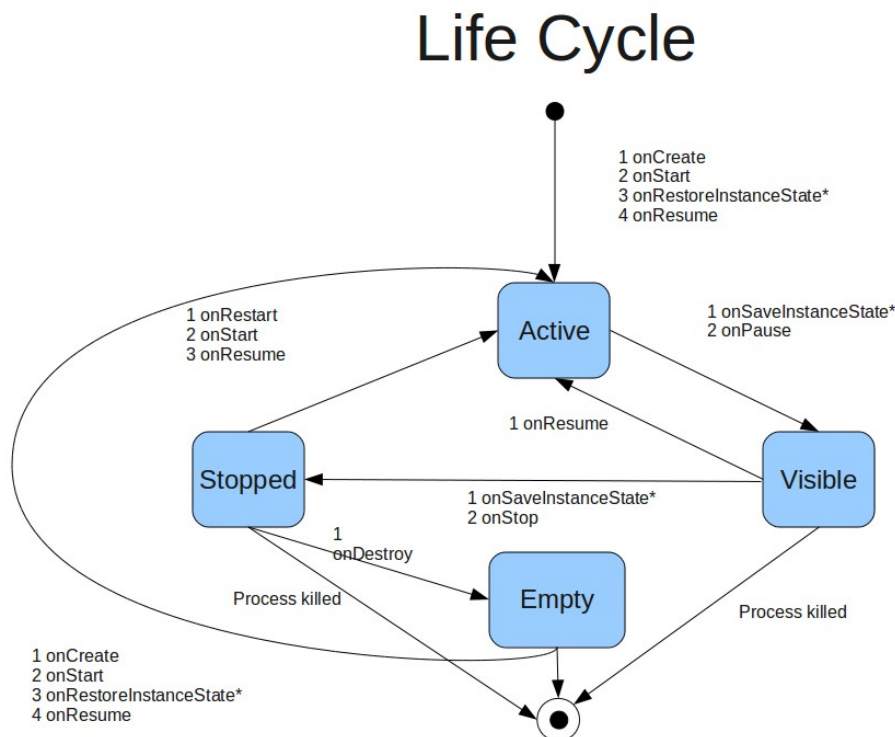 Life Cycle
1 onCreate
2 onStart
3 onRestoreInstanceState*
4 onResume
1 onRestart
2 onStart
3 onResume
Active
1 onSaveInstanceState*
2 onPause
1 onResume
Stopped
Visible
1 onSaveInstanceState*
2 onStop
1
onDestroy
Empty
Process killed
Process killed
1 onCreate
2 onStart
3 onRestoreInstanceState*
4 onResume